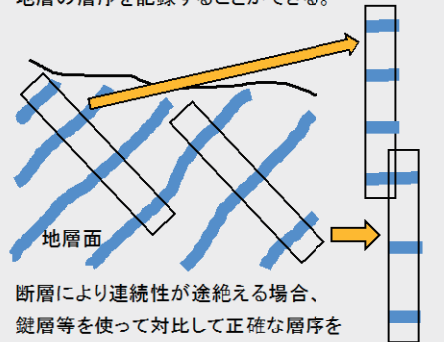 地層の層序を記録することができる。
地層面
断層により連続性が途絶える場合、
鍵層等を使って対比して正確な層序を